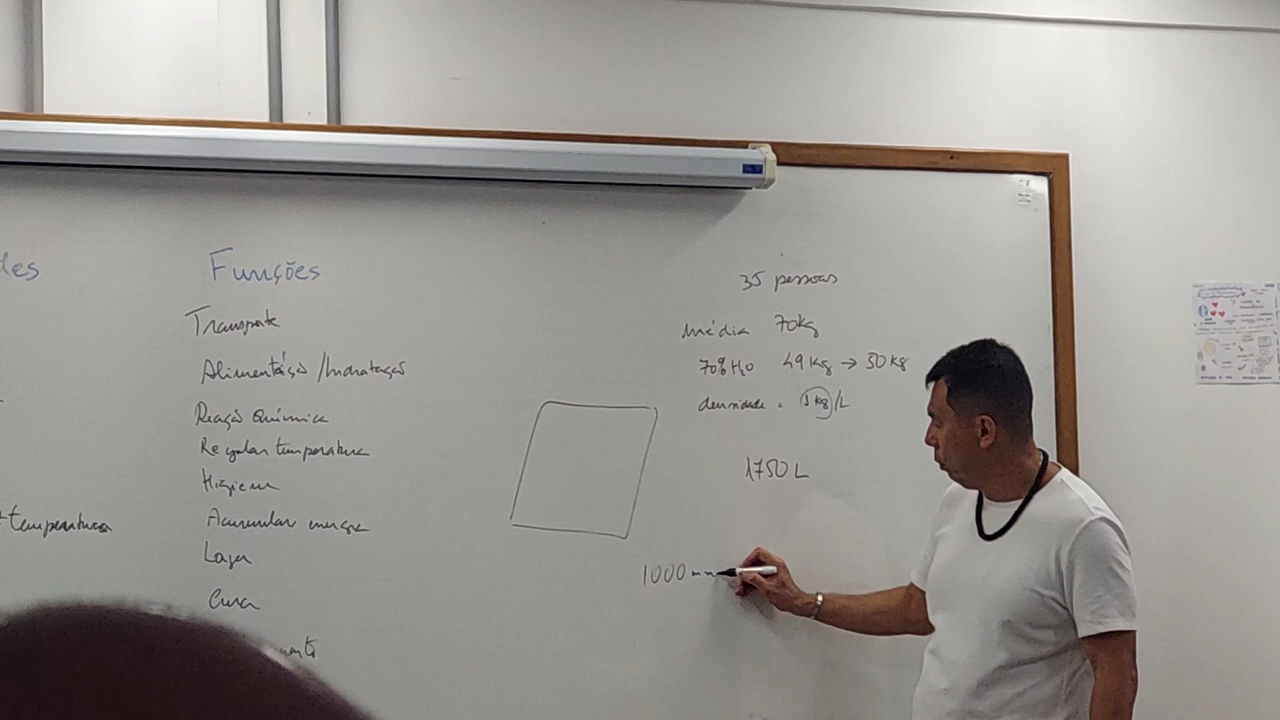 des
Funções
Transporte
Alimentação/hidratação
Reação Química
Regular temperatura
Higiene
temperatura
Acumular energia
Lazer
Cura
35 pessoas
média 70kg
70% H2O 49 kg → 50 kg
densidade = 1 kg/L
1750 L
1000 mm